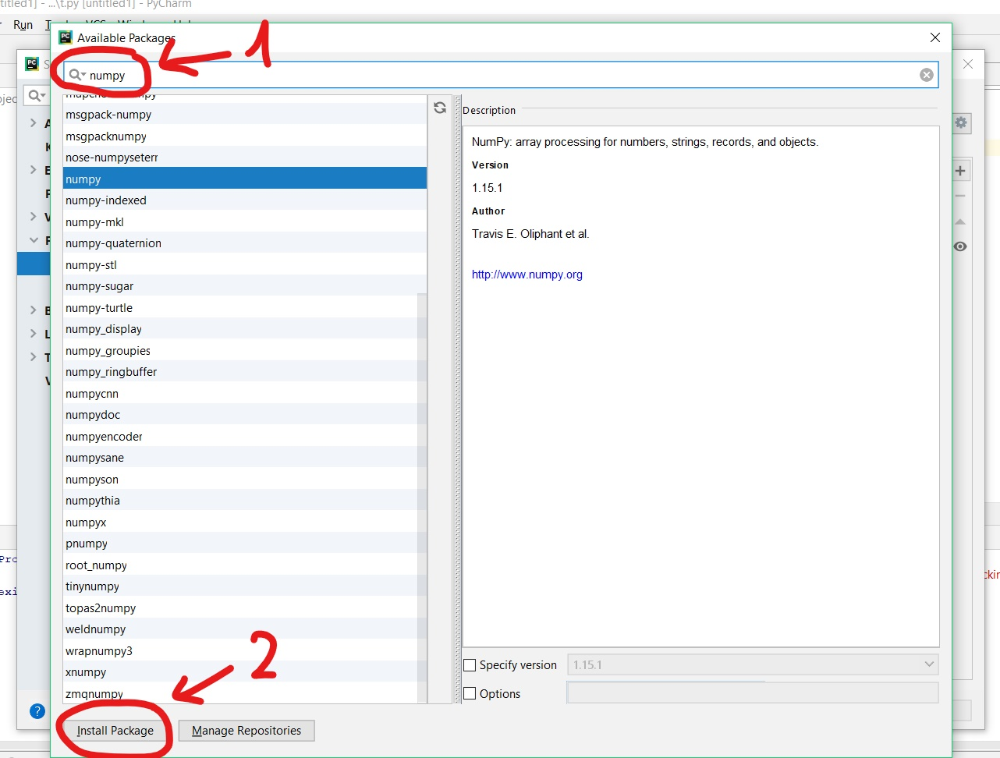 titled1] - ...\t.py [untitled1] - PyCharm
Run
Available Packages
1
numpy
msgpack-numpy
msgpacknumpy
nose-numpyseterr
numpy
numpy-indexed
numpy-mkl
numpy-quaternion
numpy-stl
numpy-sugar
numpy-turtle
numpy_display
numpy_groupies
numpy_ringbuffer
numpycnn
numpydoc
numpyencoder
numpysane
numpyson
numpythia
numpyx
pnumpy
root_numpy
tinynumpy
topas2numpy
weldnumpy
wrapnumpy3
xnumpy
zmqnumpy
Description
NumPy: array processing for numbers, strings, records, and objects.
Version
1.15.1
Author
Travis E. Oliphant et al.
http://www.numpy.org
Specify version 1.15.1
Options
2
Install Package Manage Repositories